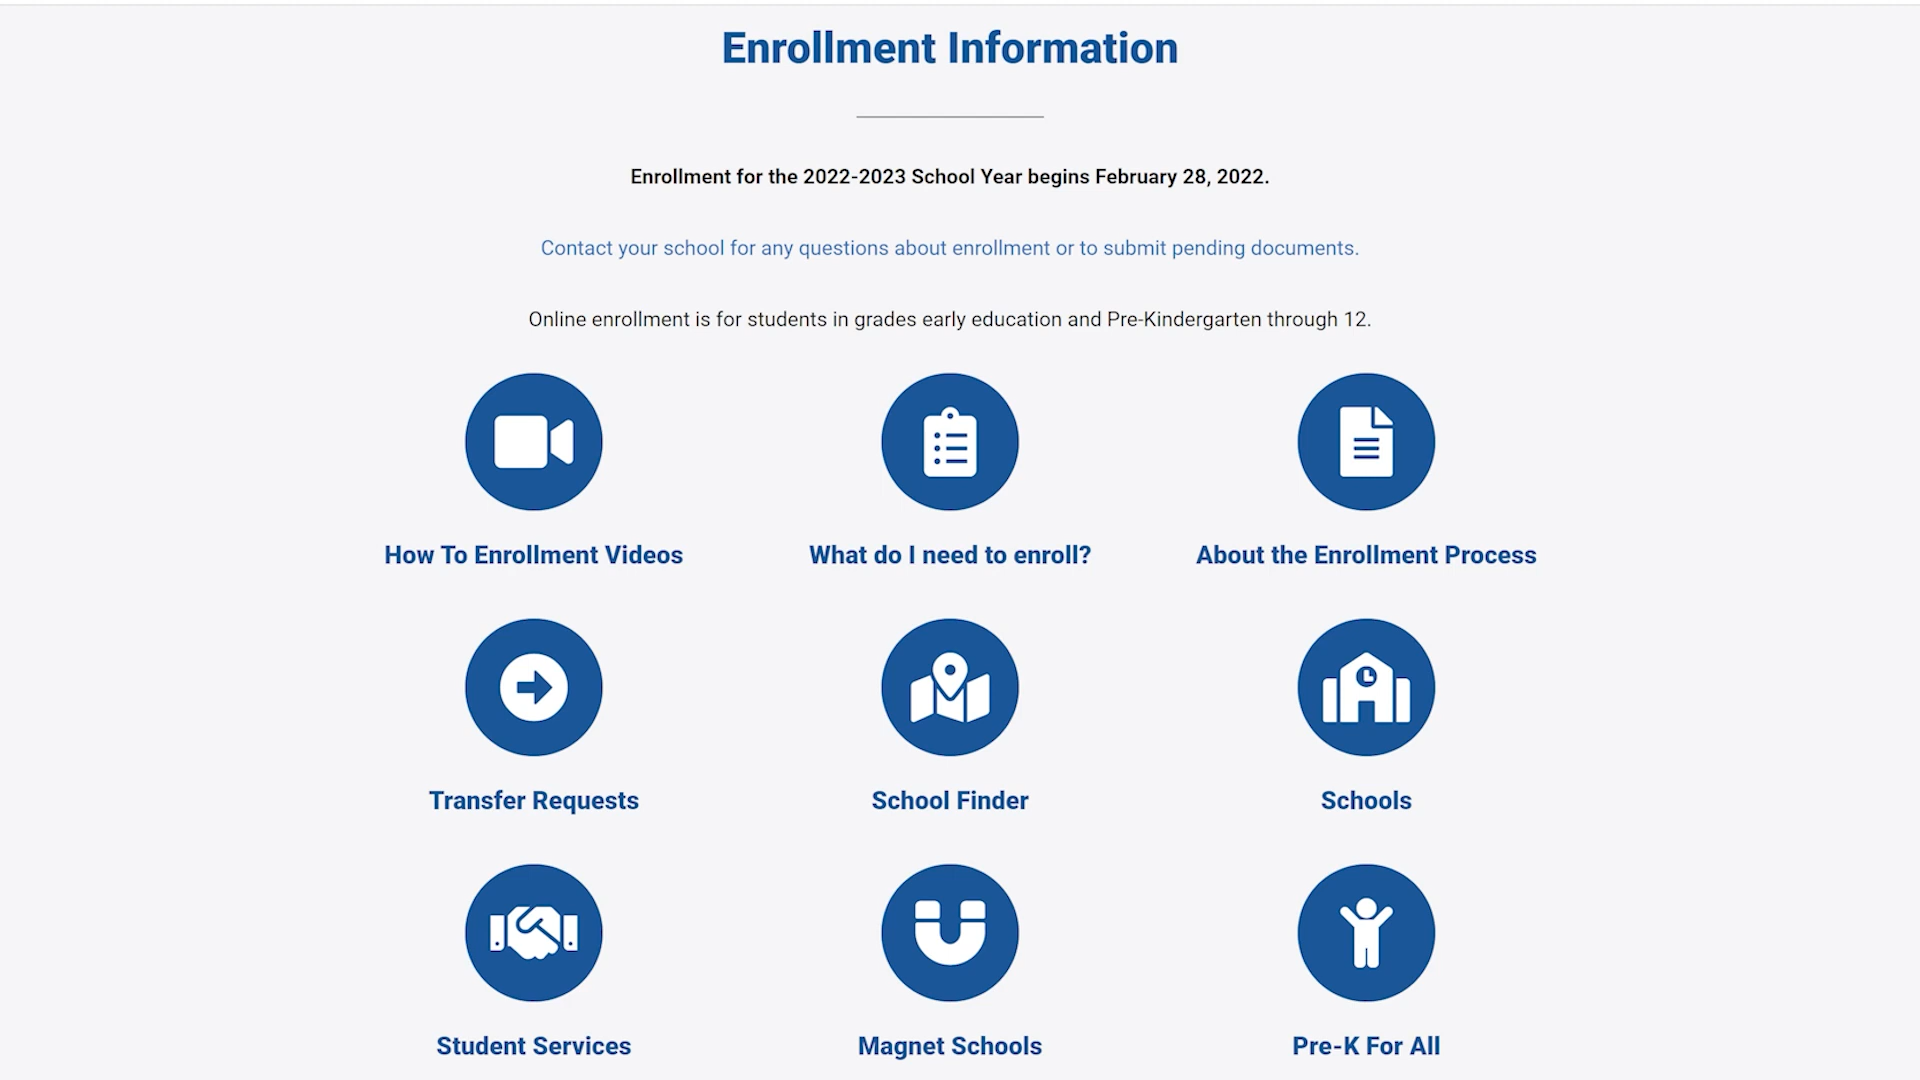 Enrollment Information
Enrollment for the 2022-2023 School Year begins February 28, 2022.
Contact your school for any questions about enrollment or to submit pending documents.
Online enrollment is for students in grades early education and Pre-Kindergarten through 12.
How To Enrollment Videos
What do I need to enroll?
About the Enrollment Process
Transfer Requests
School Finder
Schools
Student Services
Magnet Schools
Pre-K For All